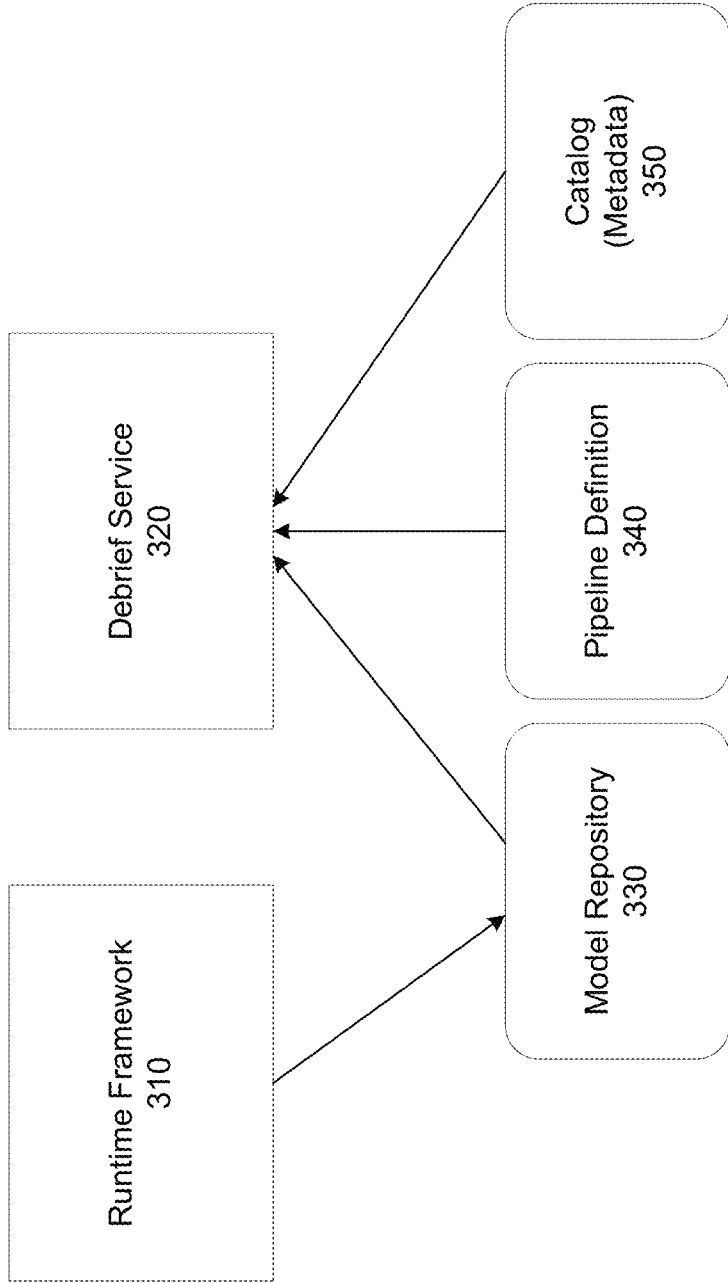 Runtime Framework
310
Debrief Service
320
Model Repository
330
Pipeline Definition
340
Catalog
(Metadata)
350